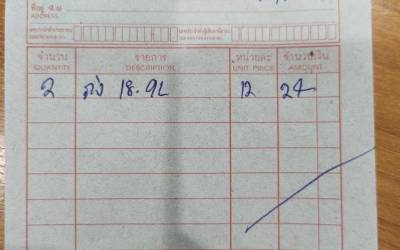 ที่อยู่
ADDRESS
จำนวน รายการ หน่วยละ จำนวนเงิน
QUANTITY DESCRIPTION UNIT PRICE AMOUNT
2 ถุง 18.9L 12 24